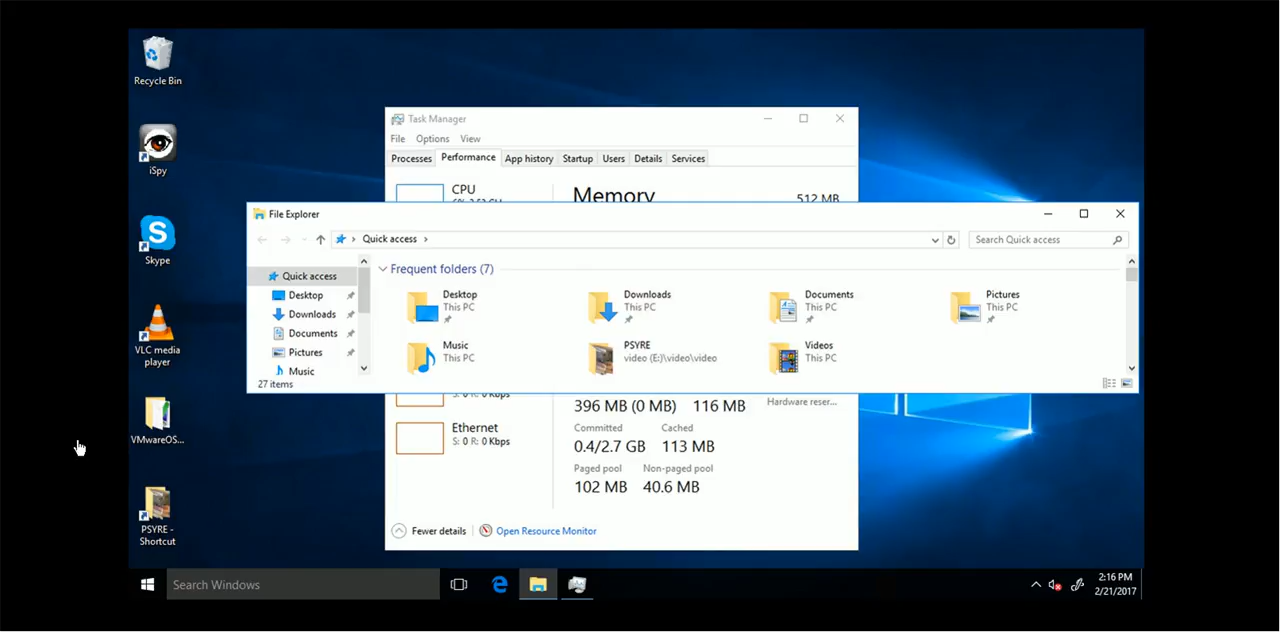 Recycle Bin
iSpy
Skype
VLC media
player
VMwareOS...
PSYRE -
Shortcut
Task Manager
File Options View
Processes Performance App history Startup Users Details Services
CPU
Memory 512 MB
File Explorer
Quick access
Search Quick access
Quick access
Desktop
Downloads
Documents
Pictures
Music
27 items
Frequent folders (7)
Desktop
This PC
Downloads
This PC
Documents
This PC
Pictures
This PC
Music
This PC
PSYRE
video (E:)\video\video
Videos
This PC
S: 0 R: 0 Kbps
Ethernet
S: 0 R: 0 Kbps
396 MB (0 MB) 116 MB Hardware reser...
Committed Cached
0.4/2.7 GB 113 MB
Paged pool Non-paged pool
102 MB 40.6 MB
Fewer details Open Resource Monitor
Search Windows
2:16 PM
2/21/2017